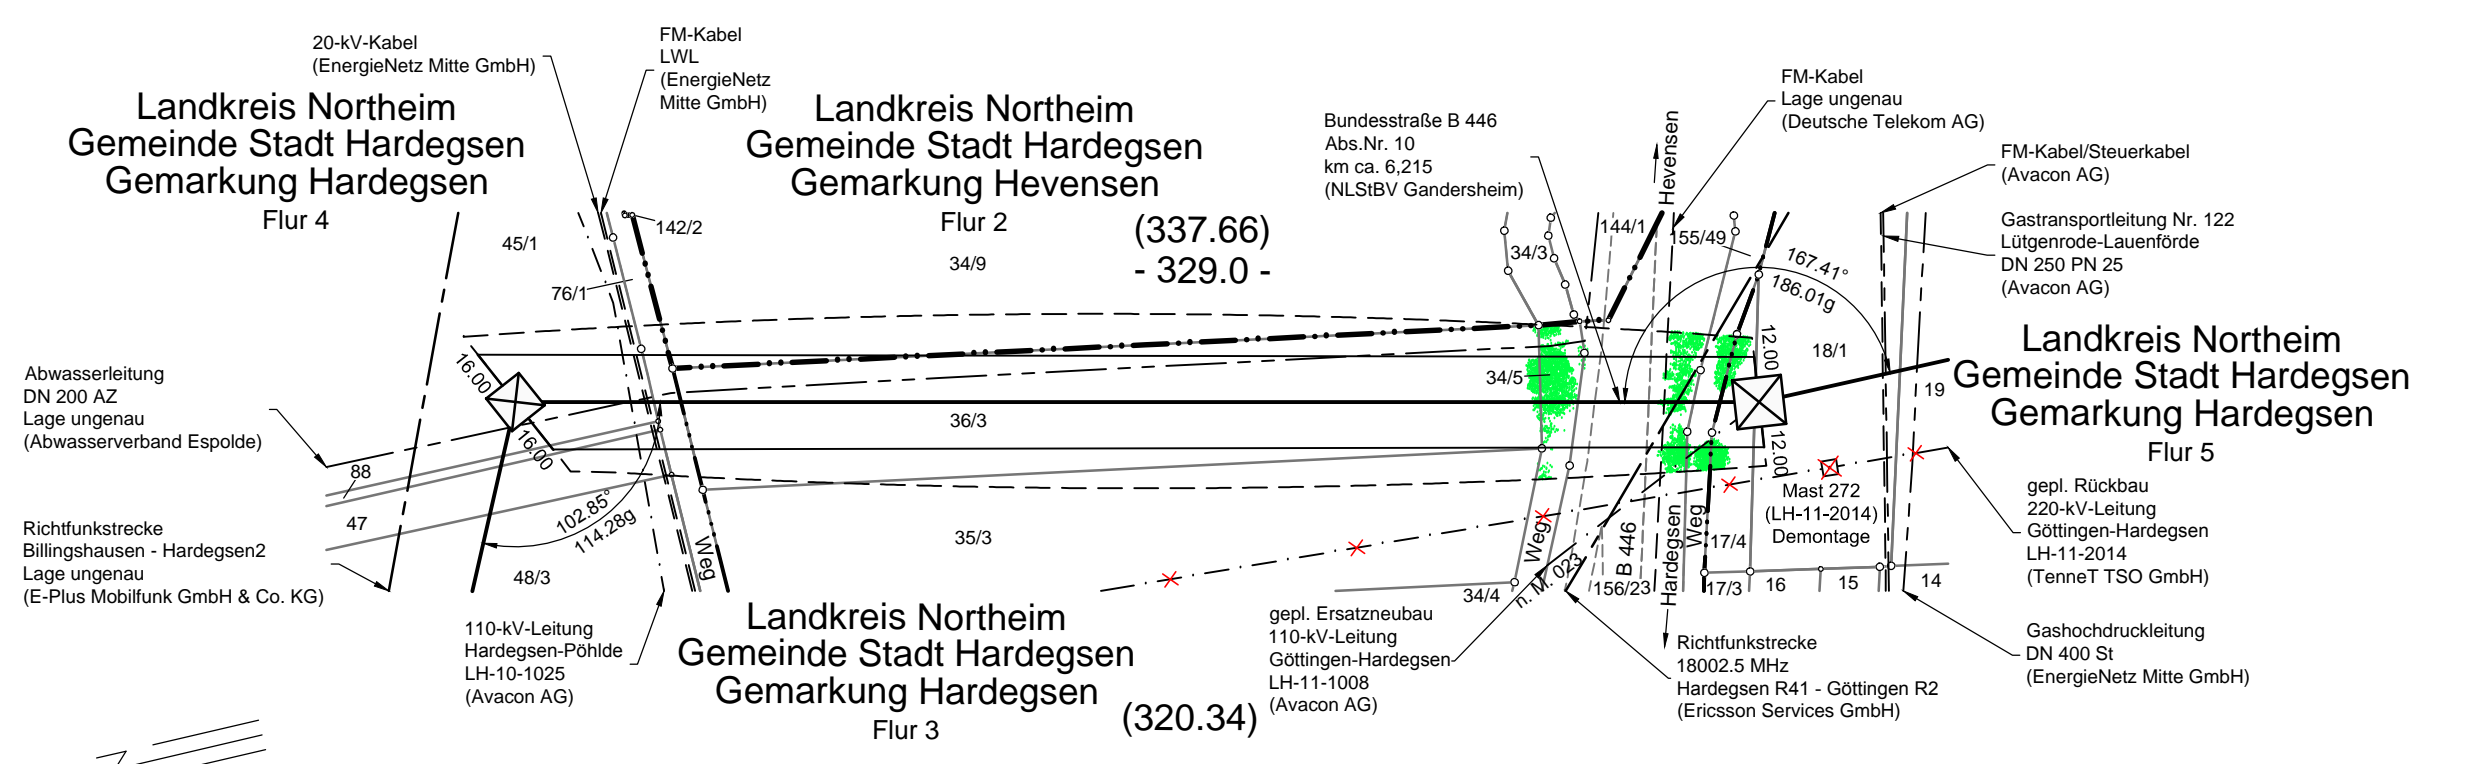 20-kV-Kabel
(EnergieNetz Mitte GmbH)
FM-Kabel
LWL
(EnergieNetz
Mitte GmbH)
Landkreis Northeim
Gemeinde Stadt Hardegsen
Gemarkung Hardegsen
Flur 4
Landkreis Northeim
Gemeinde Stadt Hardegsen
Gemarkung Hevensen
Flur 2
(337.66)
- 329.0 -
Bundesstraße B 446
Abs.Nr. 10
km ca. 6,215
(NLStBV Gandersheim)
FM-Kabel
Lage ungenau
(Deutsche Telekom AG)
FM-Kabel/Steuerkabel
(Avacon AG)
Gastransportleitung Nr. 122
Lütgenrode-Lauenförde
DN 250 PN 25
(Avacon AG)
Hevensen
45/1
142/2
76/1
34/9
34/3
144/1
155/49
167.41°
186.01g
16.00
16.00
12.00
12.00
18/1
19
34/5
36/3
Landkreis Northeim
Gemeinde Stadt Hardegsen
Gemarkung Hardegsen
Flur 5
Abwasserleitung
DN 200 AZ
Lage ungenau
(Abwasserverband Espolde)
88
47
102.85°
114.28g
48/3
Weg
35/3
Weg
n. M. 023
B 446
156/23
Hardegsen
Weg
17/4
17/3
16
15
14
34/4
Mast 272
(LH-11-2014)
Demontage
gepl. Rückbau
220-kV-Leitung
Göttingen-Hardegsen
LH-11-2014
(TenneT TSO GmbH)
Richtfunkstrecke
Billingshausen - Hardegsen2
Lage ungenau
(E-Plus Mobilfunk GmbH & Co. KG)
110-kV-Leitung
Hardegsen-Pöhlde
LH-10-1025
(Avacon AG)
Landkreis Northeim
Gemeinde Stadt Hardegsen
Gemarkung Hardegsen
Flur 3
(320.34)
gepl. Ersatzneubau
110-kV-Leitung
Göttingen-Hardegsen
LH-11-1008
(Avacon AG)
Richtfunkstrecke
18002.5 MHz
Hardegsen R41 - Göttingen R2
(Ericsson Services GmbH)
Gashochdruckleitung
DN 400 St
(EnergieNetz Mitte GmbH)